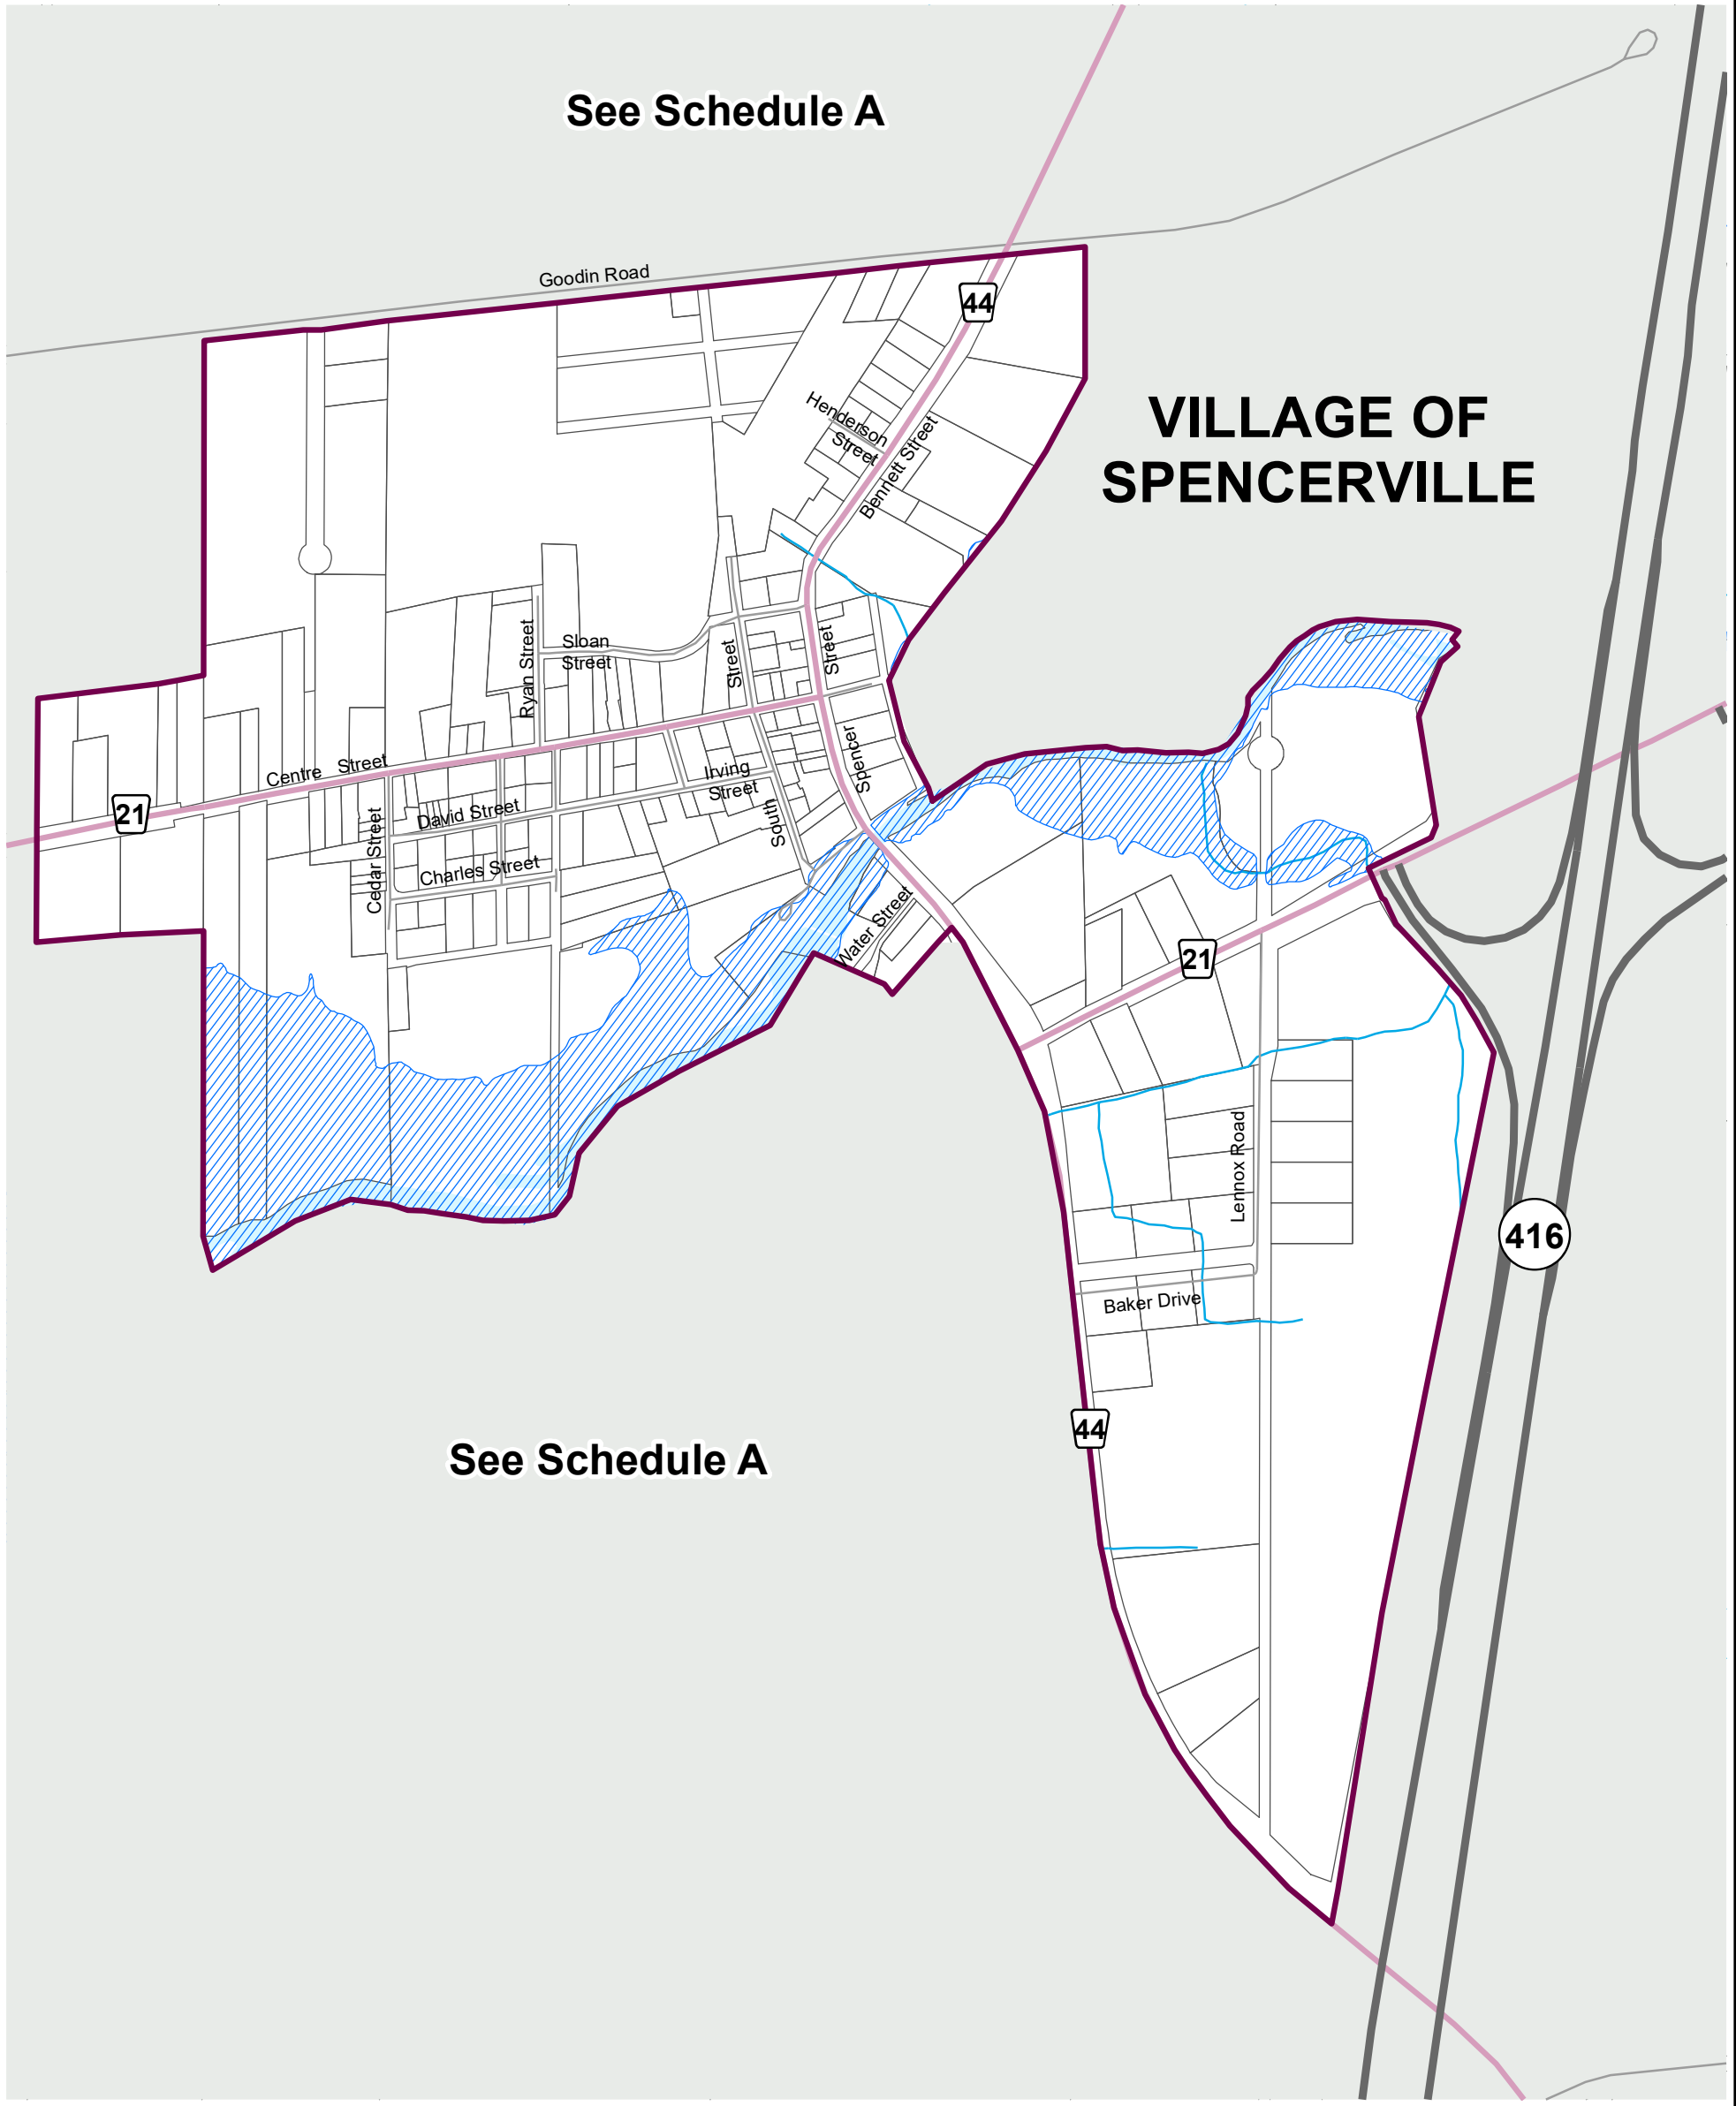 See Schedule A
Goodin Road
44
VILLAGE OF
SPENCERVILLE
Henderson
Street
Bennett Street
Ryan Street
Sloan
Street
Street
Street
Centre Street
21
Irving
Street
Spencer
David Street
South
Cedar Street
Charles Street
Water Street
21
Lennox Road
416
Baker Drive
44
See Schedule A